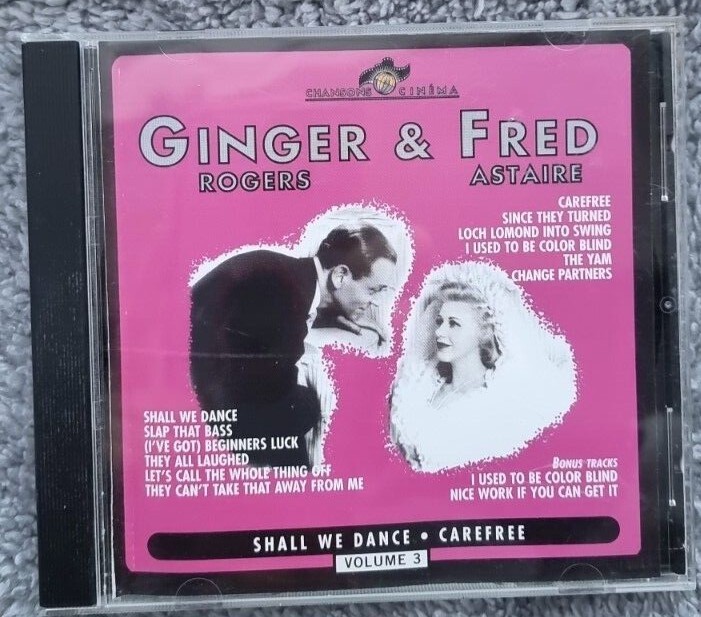 CHANSONS CINÉMA
GINGER & FRED
ROGERS ASTAIRE
CAREFREE
SINCE THEY TURNED
LOCH LOMOND INTO SWING
I USED TO BE COLOR BLIND
THE YAM
CHANGE PARTNERS
SHALL WE DANCE
SLAP THAT BASS
(I'VE GOT) BEGINNERS LUCK
THEY ALL LAUGHED
LET'S CALL THE WHOLE THING OFF
THEY CAN'T TAKE THAT AWAY FROM ME
BONUS TRACKS
I USED TO BE COLOR BLIND
NICE WORK IF YOU CAN GET IT
SHALL WE DANCE • CAREFREE
VOLUME 3